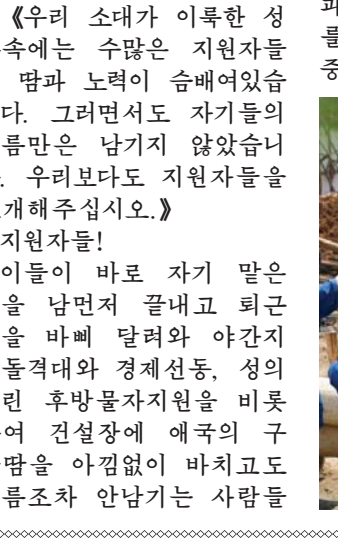 《우리 소대가 이룩한 성
속에는 수많은 지원자들
땀과 노력이 슴배여있습
다. 그러면서도 자기들의
름만은 남기지 않았습니
. 우리보다도 지원자들을
개해주십시오.》
지원자들!
이들이 바로 자기 맡은
을 남먼저 끝내고 퇴근
을 바삐 달려와 야간지
돌격대와 경제선동, 성의
린 후방물자지원을 비롯
여 건설장에 애국의 구
땀을 아낌없이 바치고도
름조차 안남기는 사람들
를
중